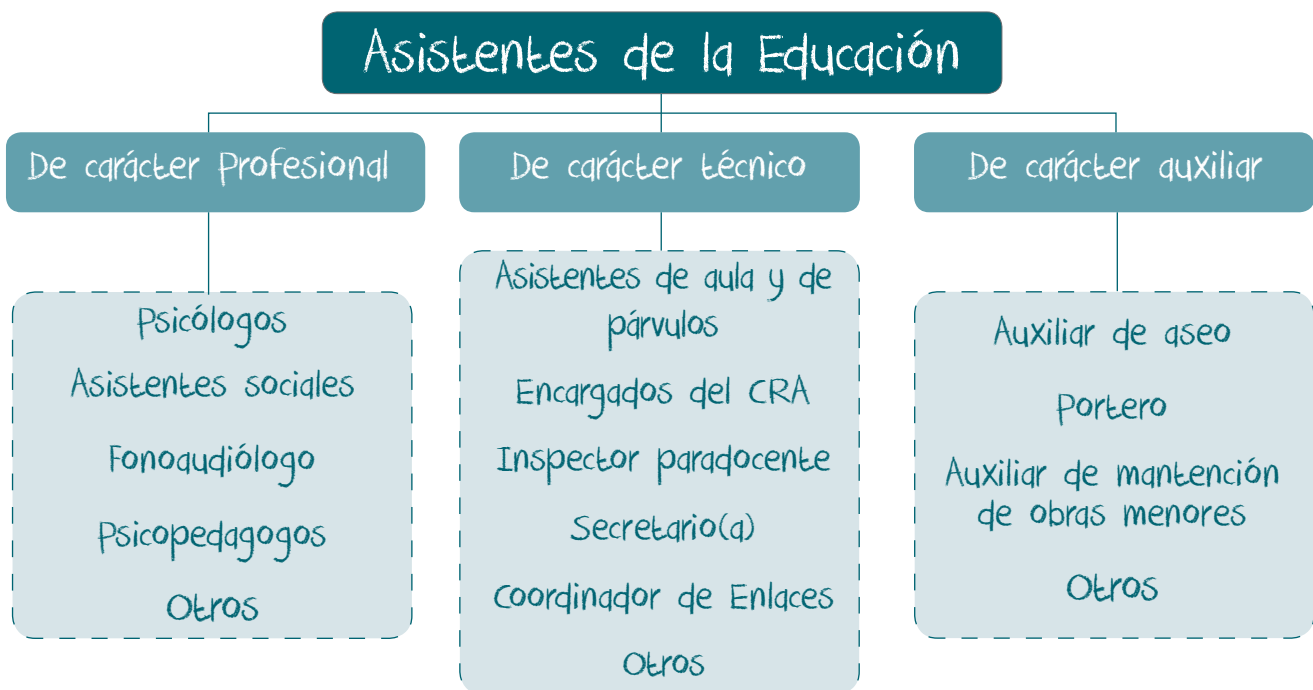 Asistentes de la Educación
De carácter Profesional
Psicólogos
Asistentes sociales
Fonoaudiólogo
Psicopedagogos
Otros
De carácter técnico
Asistentes de aula y de
párvulos
Encargados del CRA
Inspector paradocente
Secretario(a)
Coordinador de Enlaces
Otros
De carácter auxiliar
Auxiliar de aseo
Portero
Auxiliar de mantención
de obras menores
Otros